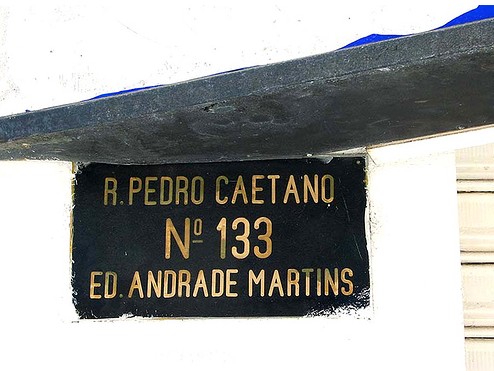 R. PEDRO CAETANO
Nº 133
ED. ANDRADE MARTINS